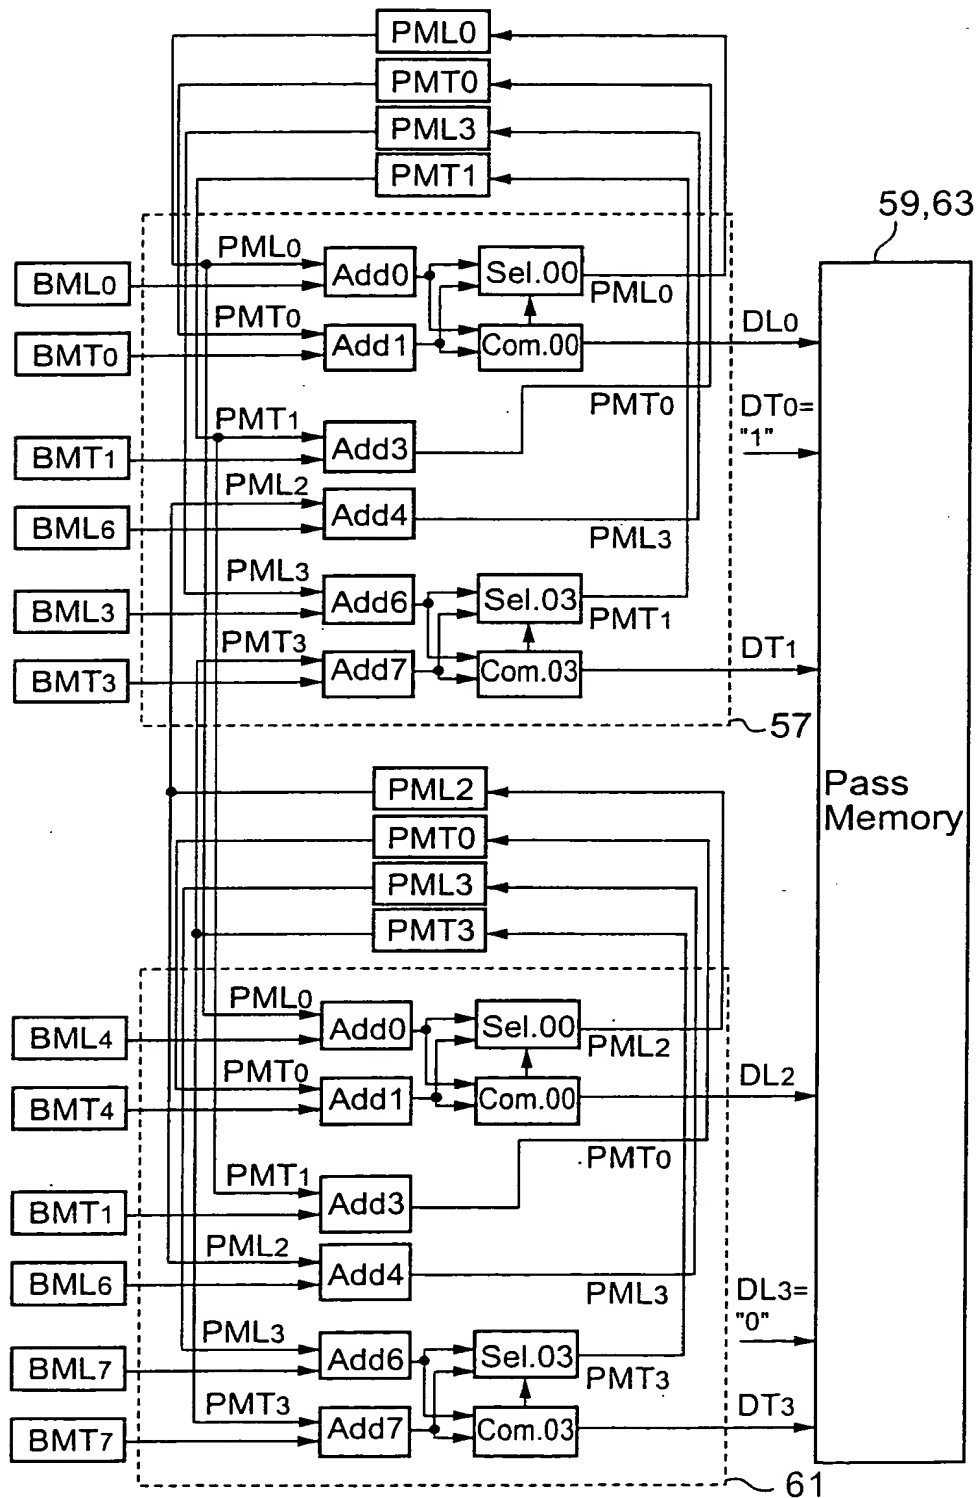 PML0
PMT0
PML3
PMT1
59,63
PML0
BML0
Add0
Sel.00
PML0
DL0
PMT0
BMT0
Add1
Com.00
PMT0
DT0=
"1"
PMT1
BMT1
Add3
PML2
BML6
Add4
PML3
PML3
BML3
Add6
Sel.03
PMT1
PMT3
BMT3
Add7
Com.03
DT1
57
Pass
Memory
PML2
PMT0
PML3
PMT3
PML0
BML4
Add0
Sel.00
PML2
DL2
PMT0
BMT4
Add1
Com.00
PMT0
PMT1
BMT1
Add3
PML2
BML6
Add4
PML3
DL3=
"0"
PML3
BML7
Add6
Sel.03
PMT3
PMT3
BMT7
Add7
Com.03
DT3
61